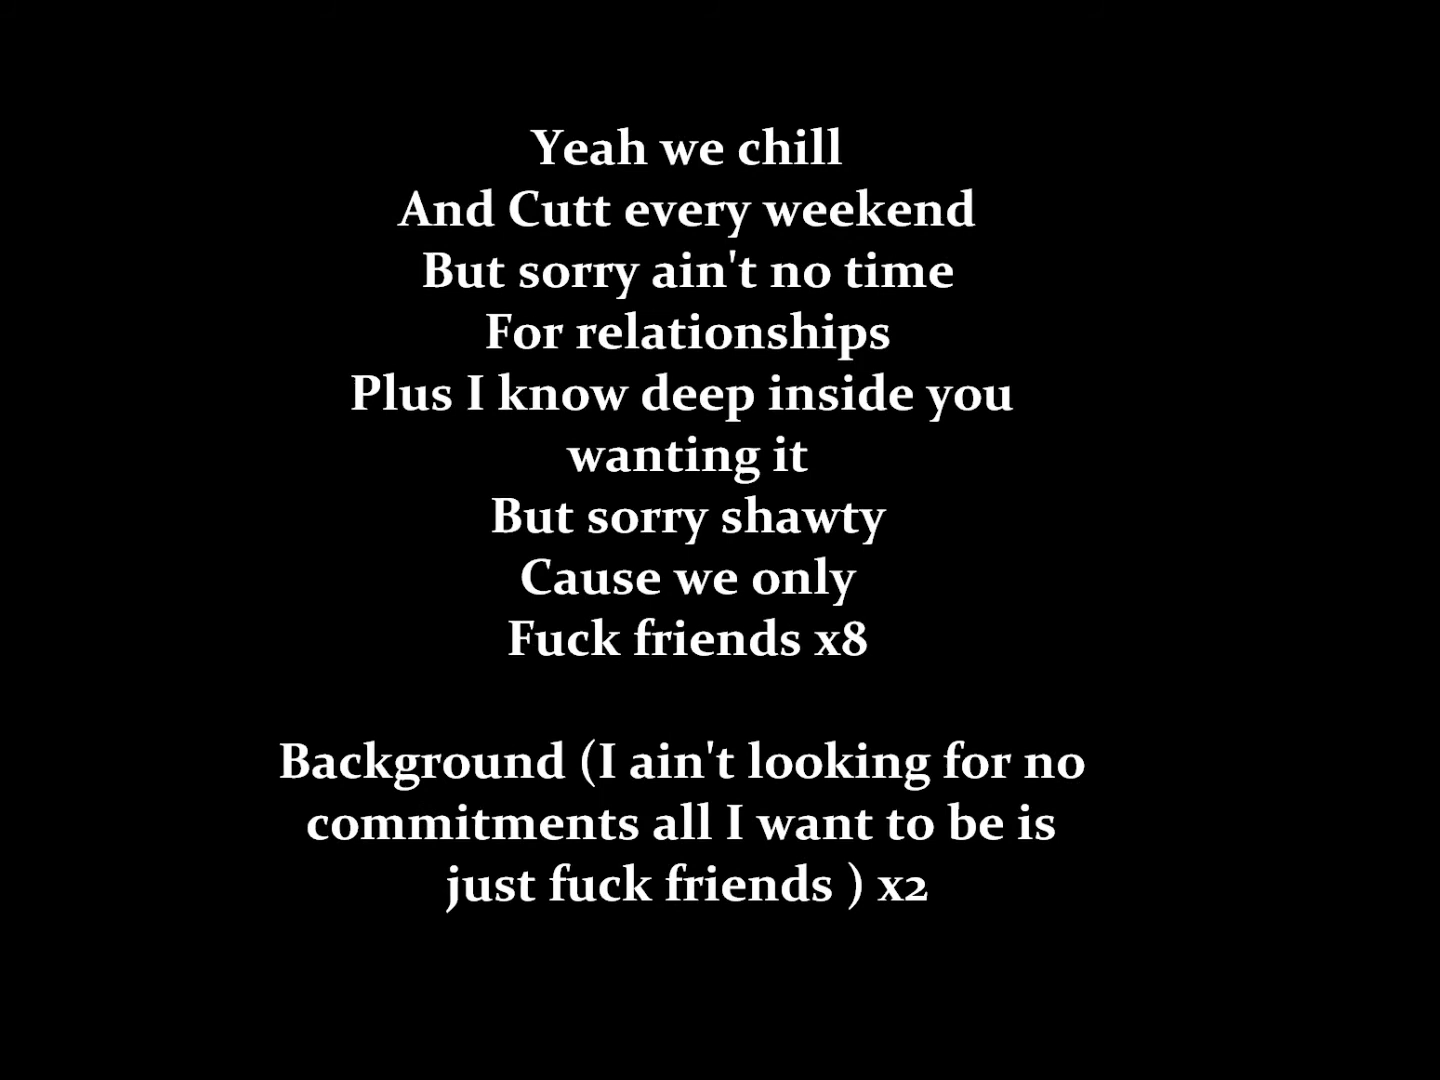 Yeah we chill
And Cutt every weekend
But sorry ain't no time
For relationships
Plus I know deep inside you
wanting it
But sorry shawty
Cause we only
Fuck friends x8
Background (I ain't looking for no
commitments all I want to be is
just fuck friends ) x2